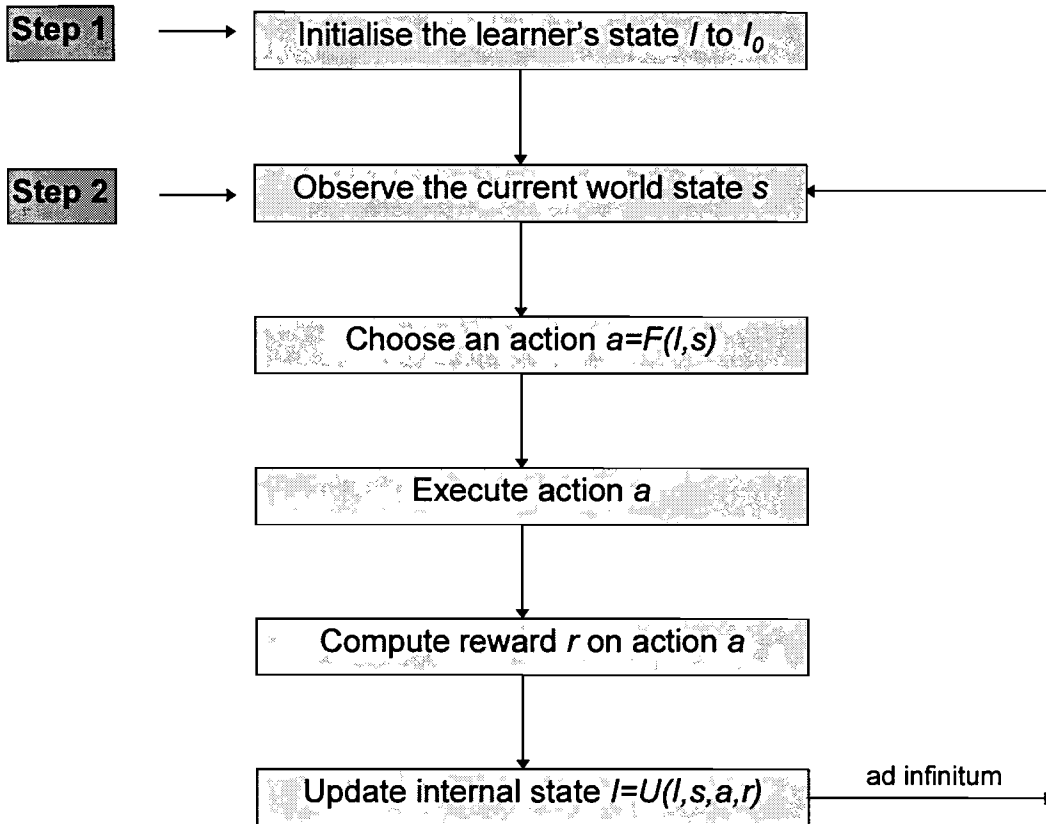 Step 1
Initialise the learner's state l to l₀
Step 2
Observe the current world state s
Choose an action a=F(l,s)
Execute action a
Compute reward r on action a
Update internal state l=U(l,s,a,r)
ad infinitum